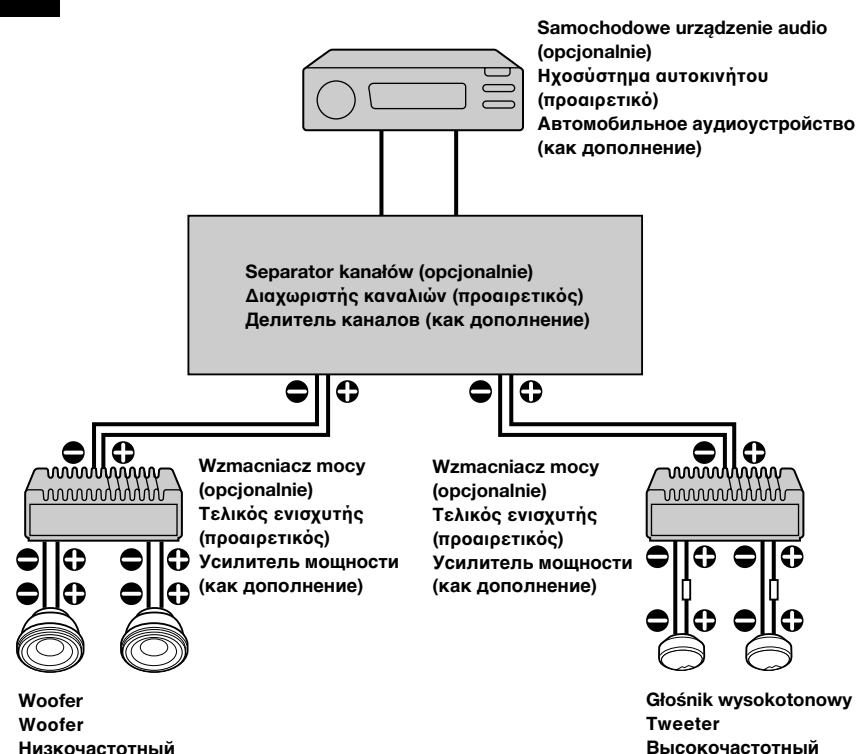 Samochodowe urządzenie audio
(opcjonalnie)
Ηχοσύστημα αυτοκινήτου
(προαιρετικό)
Автомобильное аудиоустройство
(как дополнение)
Separator kanałów (opcjonalnie)
Διαχωριστής καναλιών (προαιρετικός)
Делитель каналов (как дополнение)
Wzmacniacz mocy
(opcjonalnie)
Τελικός ενισχυτής
(προαιρετικός)
Усилитель мощности
(как дополнение)
Wzmacniacz mocy
(opcjonalnie)
Τελικός ενισχυτής
(προαιρετικός)
Усилитель мощности
(как дополнение)
Woofer
Woofer
Низкочастотный
Głośnik wysokotonowy
Tweeter
Высокочастотный